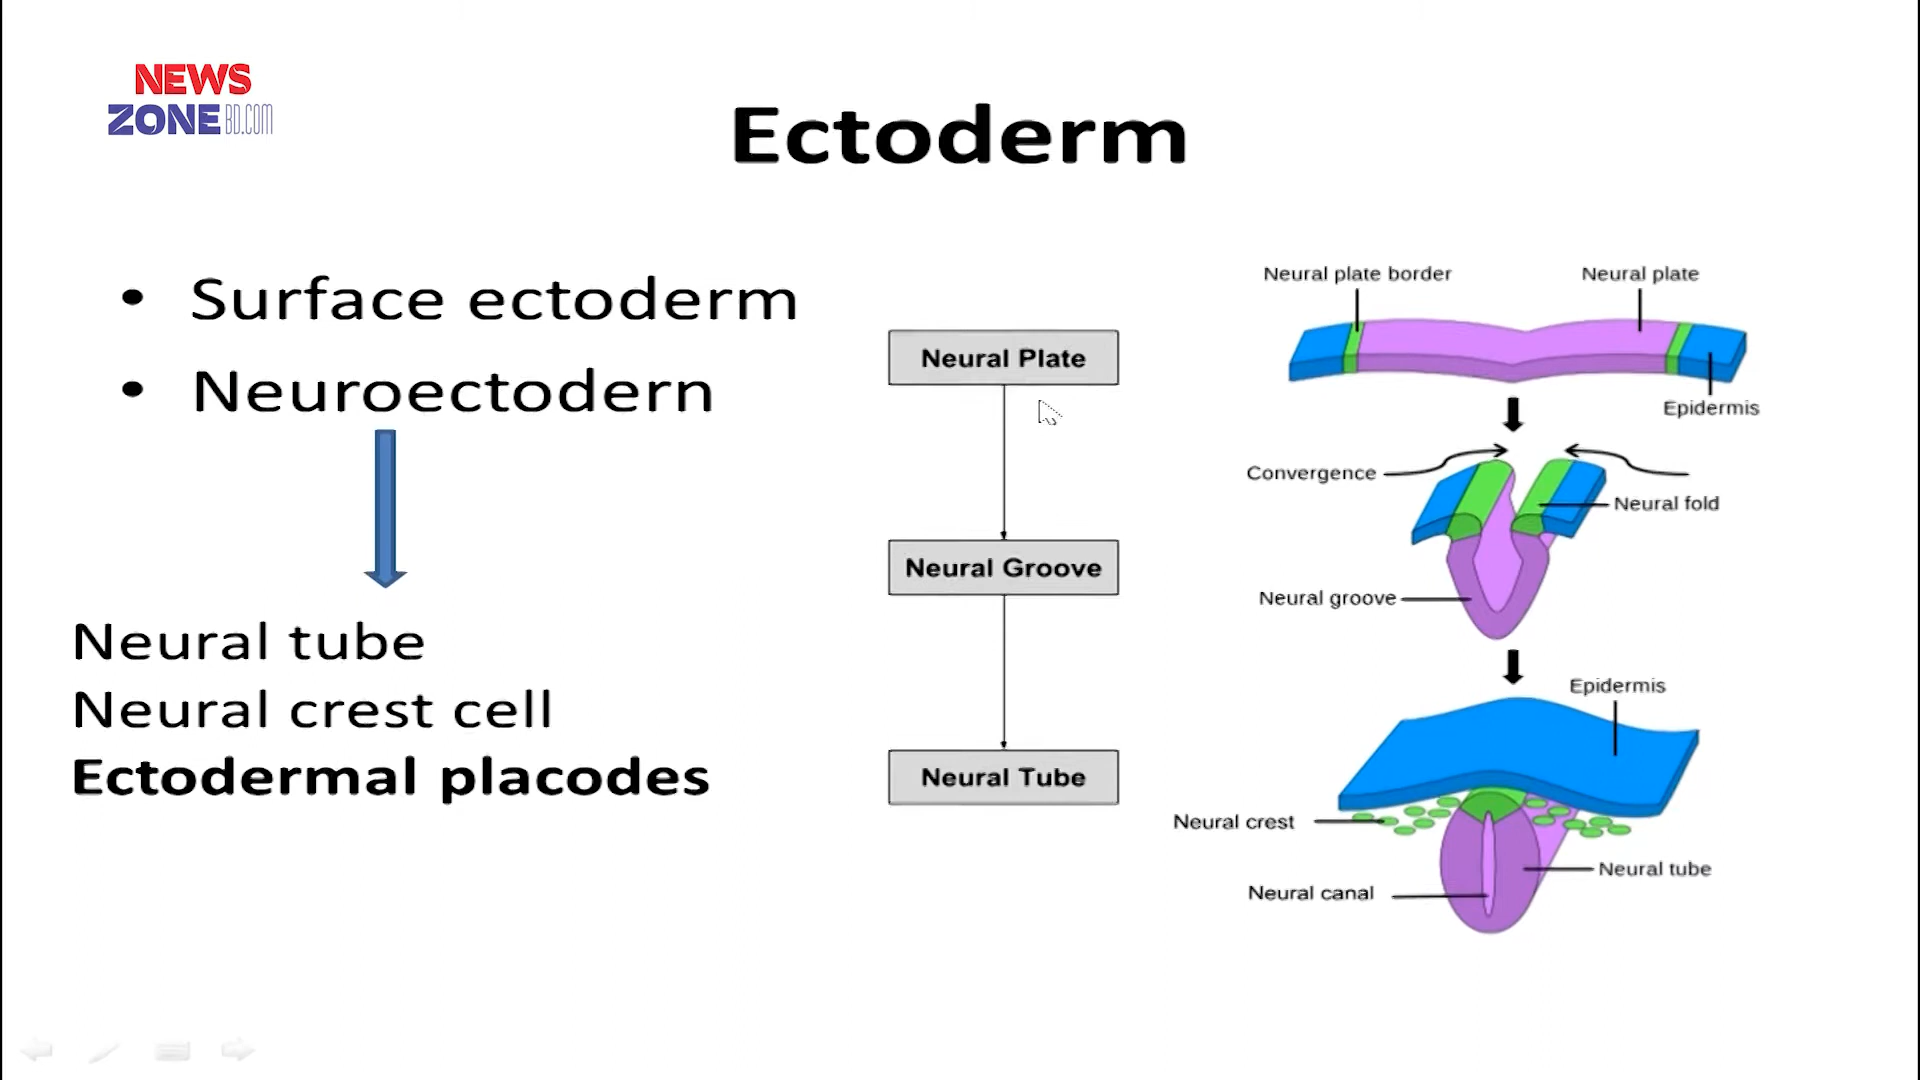 NEWS
ZONE BD.COM
Ectoderm
• Surface ectoderm
• Neuroectodern
Neural tube
Neural crest cell
Ectodermal placodes
Neural Plate
Neural Groove
Neural Tube
Neural plate border
Neural plate
Epidermis
Convergence
Neural fold
Neural groove
Epidermis
Neural crest
Neural tube
Neural canal